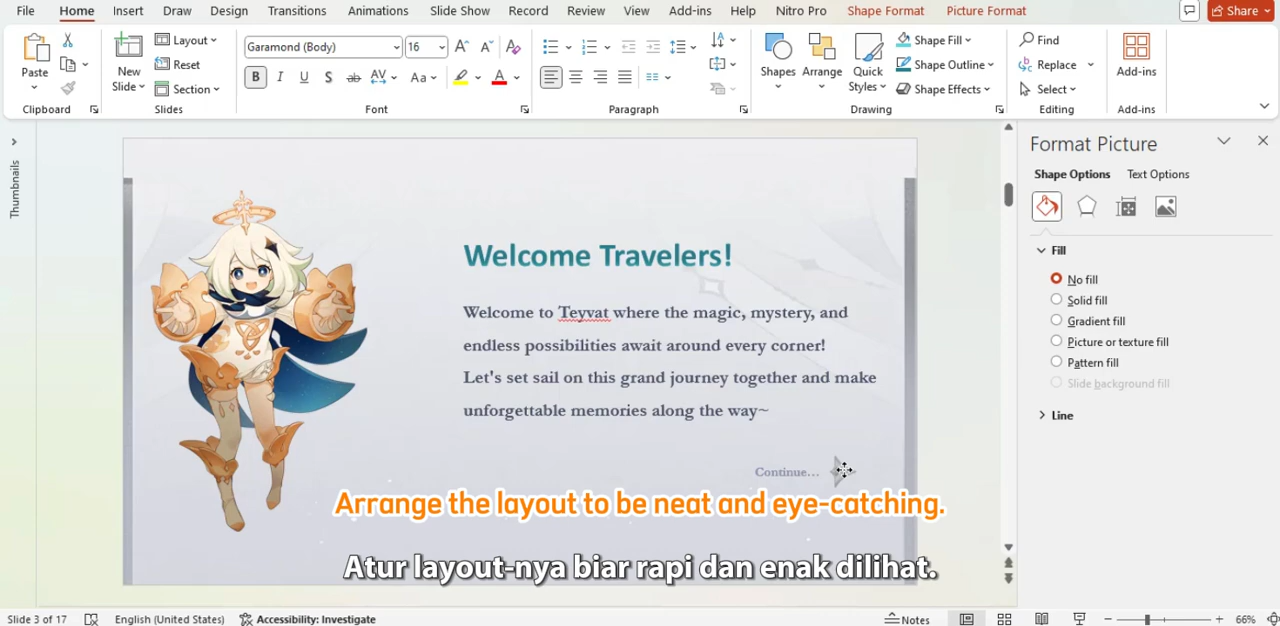 File Home Insert Draw Design Transitions Animations Slide Show Record Review View Add-ins Help Nitro Pro Shape Format Picture Format Share
Paste
Clipboard
New
Slide
Layout
Reset
Section
Slides
Garamond (Body) 16
B I U S ab AV Aa A
Font
Paragraph
Shapes
Arrange
Quick
Styles
Shape Fill
Shape Outline
Shape Effects
Drawing
Find
Replace
Select
Editing
Add-ins
Add-ins
Thumbnails
Welcome Travelers!
Welcome to Teyvat where the magic, mystery, and
endless possibilities await around every corner!
Let's set sail on this grand journey together and make
unforgettable memories along the way~
Continue...
Arrange the layout to be neat and eye-catching.
Atur layout-nya biar rapi dan enak dilihat.
Format Picture
Shape Options Text Options
Fill
No fill
Solid fill
Gradient fill
Picture or texture fill
Pattern fill
Slide background fill
Line
Slide 3 of 17 English (United States) Accessibility: Investigate Notes 66%